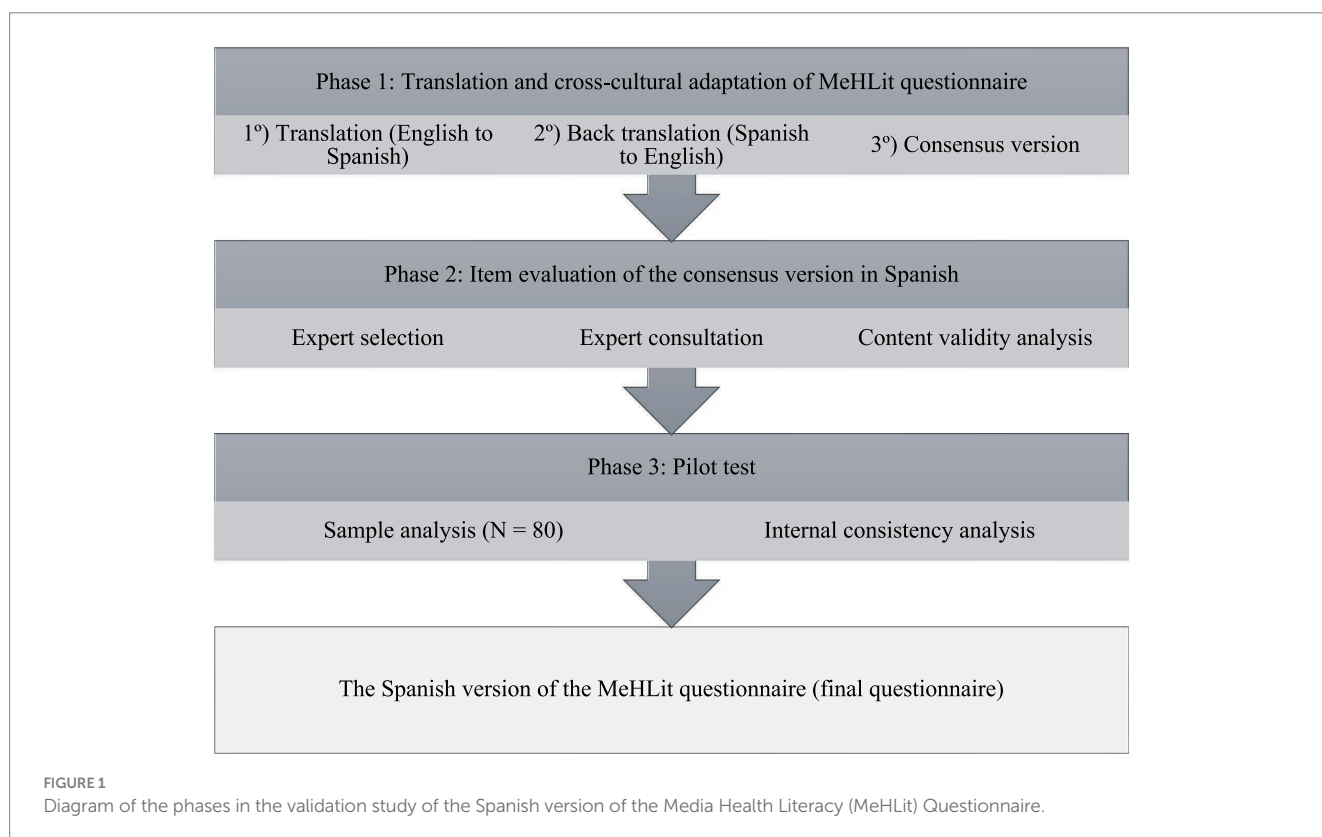 Phase 1: Translation and cross-cultural adaptation of MeHLit questionnaire
1º) Translation (English to
Spanish)
2º) Back translation (Spanish
to English)
3º) Consensus version
Phase 2: Item evaluation of the consensus version in Spanish
Expert selection
Expert consultation
Content validity analysis
Phase 3: Pilot test
Sample analysis (N = 80)
Internal consistency analysis
The Spanish version of the MeHLit questionnaire (final questionnaire)
FIGURE 1
Diagram of the phases in the validation study of the Spanish version of the Media Health Literacy (MeHLit) Questionnaire.